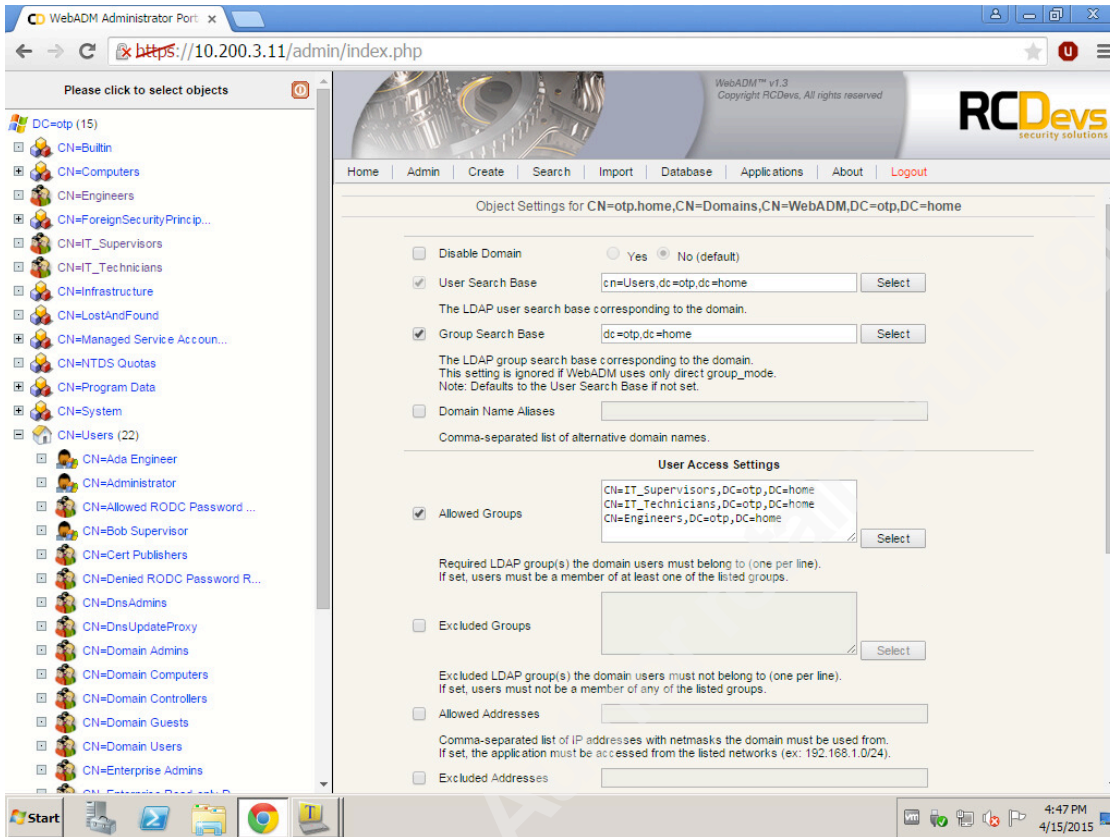 WebADM Administrator Port
https://10.200.3.11/admin/index.php
Please click to select objects
DC=otp (15)
CN=Builtin
CN=Computers
CN=Engineers
CN=ForeignSecurityPrincip...
CN=IT_Supervisors
CN=IT_Technicians
CN=Infrastructure
CN=LostAndFound
CN=Managed Service Accoun...
CN=NTDS Quotas
CN=Program Data
CN=System
CN=Users (22)
CN=Ada Engineer
CN=Administrator
CN=Allowed RODC Password ...
CN=Bob Supervisor
CN=Cert Publishers
CN=Denied RODC Password R...
CN=DnsAdmins
CN=DnsUpdateProxy
CN=Domain Admins
CN=Domain Computers
CN=Domain Controllers
CN=Domain Guests
CN=Domain Users
CN=Enterprise Admins
WebADM™ v1.3
Copyright RCDevs, All rights reserved
RCDevs
security solutions
Home Admin Create Search Import Database Applications About Logout
Object Settings for CN=otp.home,CN=Domains,CN=WebADM,DC=otp,DC=home
Disable Domain Yes No (default)
User Search Base cn=Users,dc=otp,dc=home Select
The LDAP user search base corresponding to the domain.
Group Search Base dc=otp,dc=home Select
The LDAP group search base corresponding to the domain.
This setting is ignored if WebADM uses only direct group_mode.
Note: Defaults to the User Search Base if not set.
Domain Name Aliases
Comma-separated list of alternative domain names.
User Access Settings
CN=IT_Supervisors,DC=otp,DC=home
CN=IT_Technicians,DC=otp,DC=home
CN=Engineers,DC=otp,DC=home
Allowed Groups
Select
Required LDAP group(s) the domain users must belong to (one per line).
If set, users must be a member of at least one of the listed groups.
Excluded Groups
Select
Excluded LDAP group(s) the domain users must not belong to (one per line).
If set, users must not be a member of any of the listed groups.
Allowed Addresses
Comma-separated list of IP addresses with netmasks the domain must be used from.
If set, the application must be accessed from the listed networks (ex: 192.168.1.0/24).
Excluded Addresses
Start
4:47 PM
4/15/2015